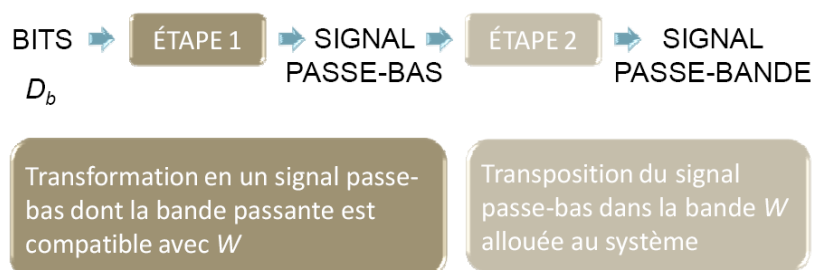 BITS ÉTAPE 1 SIGNAL ÉTAPE 2 SIGNAL
D_b PASSE-BAS PASSE-BANDE
Transformation en un signal passe-
bas dont la bande passante est
compatible avec W
Transposition du signal
passe-bas dans la bande W
allouée au système